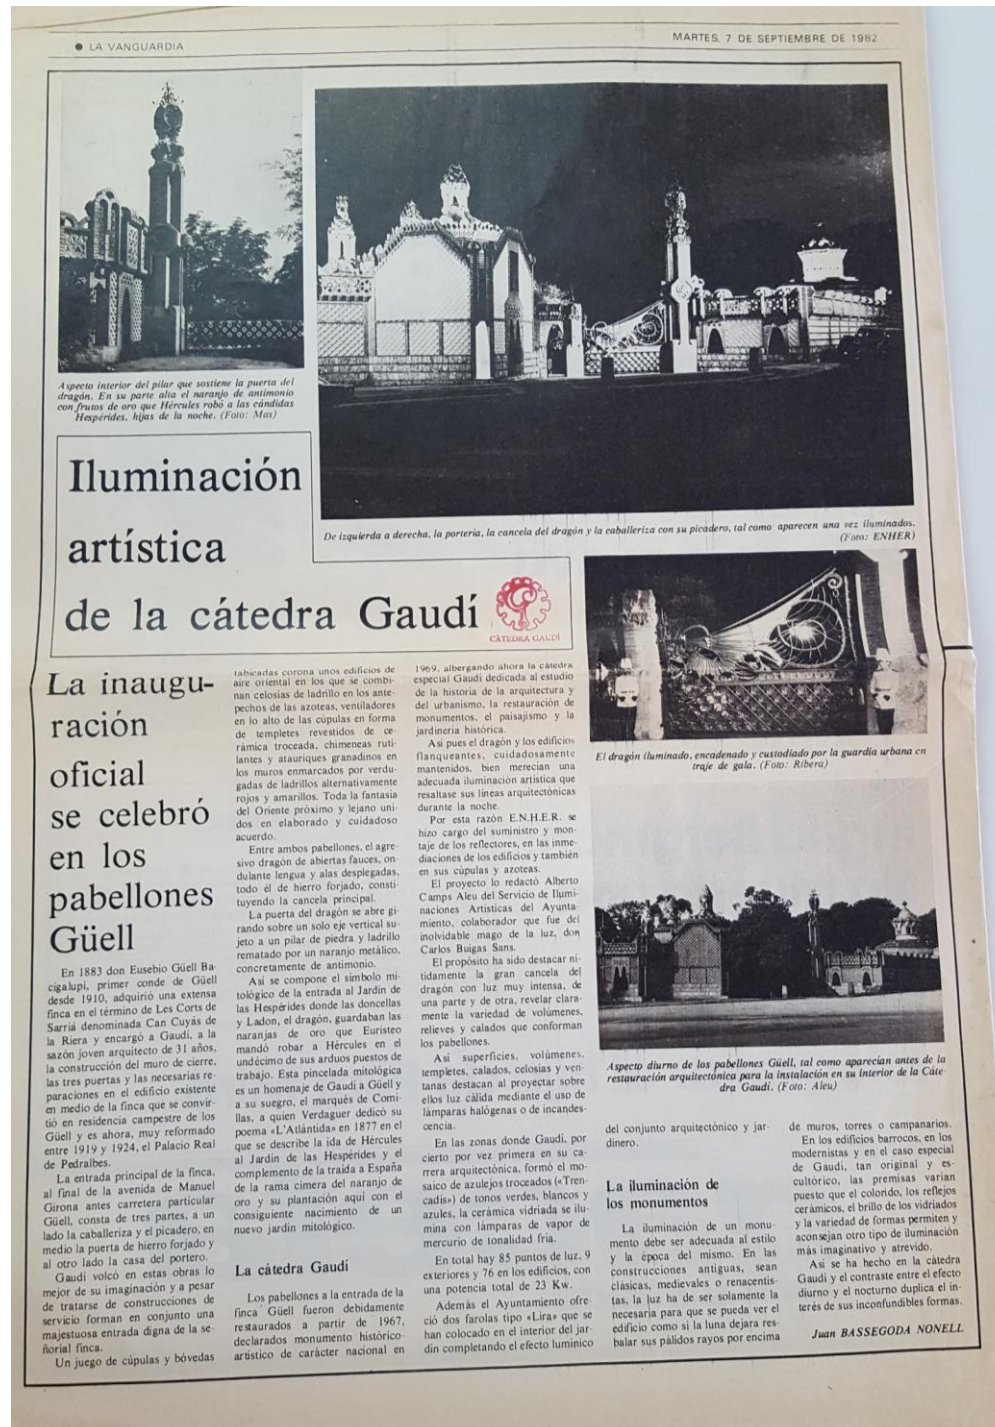 ● LA VANGUARDIA
MARTES, 7 DE SEPTIEMBRE DE 1982
Aspecto interior del pilar que sostiene la puerta del
dragón. En su parte alta el naranjo de antimonio
con frutos de oro que Hércules robó a las cándidas
Hespérides, hijas de la noche. (Foto: Mas)
De izquierda a derecha, la portería, la cancela del dragón y la caballeriza con su picadero, tal como aparecen una vez iluminados.
(Foto: ENHER)
Iluminación
artística
de la cátedra Gaudí
CÀTEDRA GAUDÍ
El dragón iluminado, encadenado y custodiado por la guardia urbana en
traje de gala. (Foto: Ribera)
Aspecto diurno de los pabellones Güell, tal como aparecían antes de la
restauración arquitectónica para la instalación en su interior de la Cáte-
dra Gaudí. (Foto: Aleu)
La inaugu-
ración
oficial
se celebró
en los
pabellones
Güell
En 1883 don Eusebio Güell Ba-
cigalupi, primer conde de Güell
desde 1910, adquirió una extensa
finca en el término de Les Corts de
Sarriá denominada Can Cuyàs de
la Riera y encargó a Gaudí, a la
sazón joven arquitecto de 31 años,
la construcción del muro de cierre,
las tres puertas y las necesarias re-
paraciones en el edificio existente
en medio de la finca que se convir-
tió en residencia campestre de los
Güell y es ahora, muy reformado
entre 1919 y 1924, el Palacio Real
de Pedralbes.
La entrada principal de la finca,
al final de la avenida de Manuel
Girona antes carretera particular
Güell, consta de tres partes, a un
lado la caballeriza y el picadero, en
medio la puerta de hierro forjado y
al otro lado la casa del portero.
Gaudí volcó en estas obras lo
mejor de su imaginación y a pesar
de tratarse de construcciones de
servicio forman en conjunto una
majestuosa entrada digna de la se-
ñorial finca.
Un juego de cúpulas y bóvedas
tabicadas corona unos edificios de
aire oriental en los que se combi-
nan celosías de ladrillo en los ante-
pechos de las azoteas, ventiladores
en lo alto de las cúpulas en forma
de templetes revestidos de ce-
rámica troceada, chimeneas ruti-
lantes y atauriques granadinos en
los muros enmarcados por verdu-
gadas de ladrillos alternativamente
rojos y amarillos. Toda la fantasía
del Oriente próximo y lejano uni-
dos en elaborado y cuidadoso
acuerdo.
Entre ambos pabellones, el agre-
sivo dragón de abiertas fauces, on-
dulante lengua y alas desplegadas,
todo él de hierro forjado, consti-
tuyendo la cancela principal.
La puerta del dragón se abre gi-
rando sobre un solo eje vertical su-
jeto a un pilar de piedra y ladrillo
rematado por un naranjo metálico,
concretamente de antimonio.
Así se compone el símbolo mi-
tológico de la entrada al Jardín de
las Hespérides donde las doncellas
y Ladon, el dragón, guardaban las
naranjas de oro que Euristeo
mandó robar a Hércules en el
undécimo de sus arduos puestos de
trabajo. Esta pincelada mitológica
es un homenaje de Gaudí a Güell y
a su suegro, el marqués de Comi-
llas, a quien Verdaguer dedicó su
poema «L'Atlàntida» en 1877 en el
que se describe la ida de Hércules
al Jardín de las Hespérides y el
complemento de la traída a España
de la rama cimera del naranjo de
oro y su plantación aquí con el
consiguiente nacimiento de un
nuevo jardín mitológico.
La cátedra Gaudí
Los pabellones a la entrada de la
finca Güell fueron debidamente
restaurados a partir de 1967,
declarados monumento histórico-
artístico de carácter nacional en
1969, albergando ahora la cátedra
especial Gaudí dedicada al estudio
de la historia de la arquitectura y
del urbanismo, la restauración de
monumentos, el paisajismo y la
jardinería histórica.
Así pues el dragón y los edificios
flanqueantes, cuidadosamente
mantenidos, bien merecían una
adecuada iluminación artística que
resaltase sus líneas arquitectónicas
durante la noche.
Por esta razón E.N.H.E.R. se
hizo cargo del suministro y mon-
taje de los reflectores, en las inme-
diaciones de los edificios y también
en sus cúpulas y azoteas.
El proyecto lo redactó Alberto
Camps Aleu del Servicio de Ilumi-
naciones Artísticas del Ayunta-
miento, colaborador que fue del
inolvidable mago de la luz, don
Carlos Buigas Sans.
El propósito ha sido destacar ní-
tidamente la gran cancela del
dragón con luz muy intensa, de
una parte y de otra, revelar clara-
mente la variedad de volúmenes,
relieves y calados que conforman
los pabellones.
Así superficies, volúmenes,
templetes, calados, celosías y ven-
tanas destacan al proyectar sobre
ellos luz cálida mediante el uso de
lámparas halógenas o de incandes-
cencia.
En las zonas donde Gaudí, por
cierto por vez primera en su ca-
rrera arquitectónica, formó el mo-
saico de azulejos troceados («Tren-
cadís») de tonos verdes, blancos y
azules, la cerámica vidriada se ilu-
mina con lámparas de vapor de
mercurio de tonalidad fría.
En total hay 85 puntos de luz, 9
exteriores y 76 en los edificios, con
una potencia total de 23 Kw.
Además el Ayuntamiento ofre-
ció dos farolas tipo «Lira» que se
han colocado en el interior del jar-
dín completando el efecto lumínico
del conjunto arquitectónico y jar-
dinero.
La iluminación de
los monumentos
La iluminación de un monu-
mento debe ser adecuada al estilo
y la época del mismo. En las
construcciones antiguas, sean
clásicas, medievales o renacentis-
tas, la luz ha de ser solamente la
necesaria para que se pueda ver el
edificio como si la luna dejara res-
balar sus pálidos rayos por encima
de muros, torres o campanarios.
En los edificios barrocos, en los
modernistas y en el caso especial
de Gaudí, tan original y es-
cultórico, las premisas varían
puesto que el colorido, los reflejos
cerámicos, el brillo de los vidriados
y la variedad de formas permiten y
aconsejan otro tipo de iluminación
más imaginativo y atrevido.
Así se ha hecho en la cátedra
Gaudí y el contraste entre el efecto
diurno y el nocturno duplica el in-
terés de sus inconfundibles formas.
Juan BASSEGODA NONELL